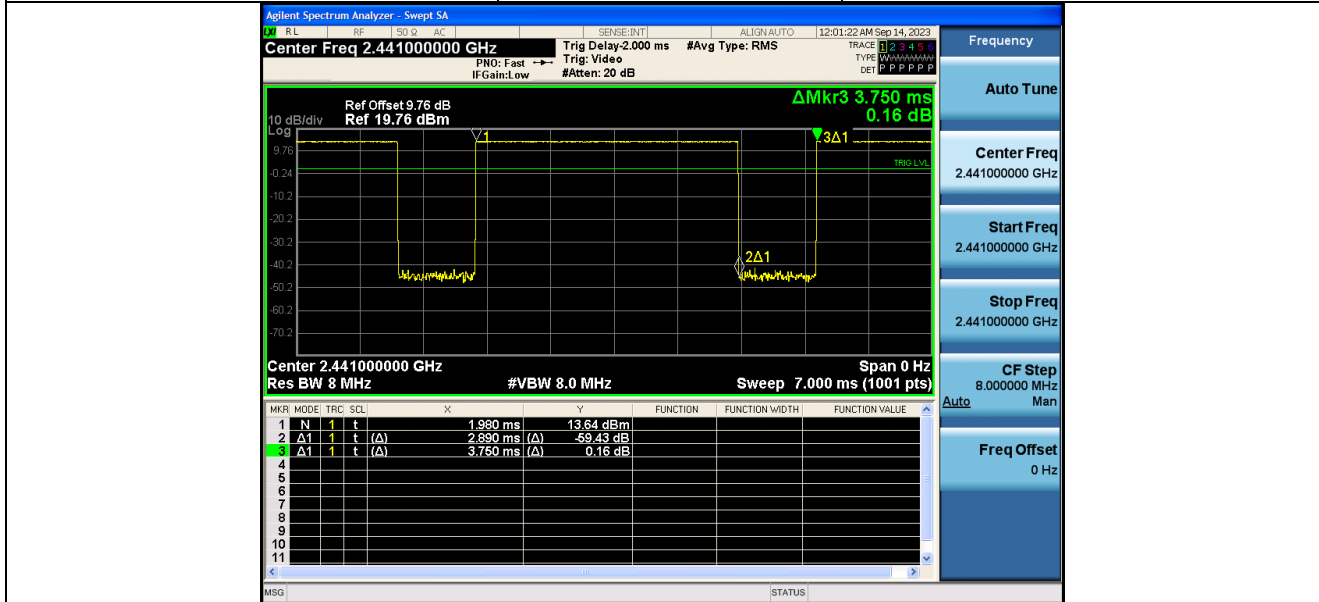 Agilent Spectrum Analyzer - Swept SA
LXI RL RF 50 Ω AC SENSE:INT ALIGN AUTO 12:01:22 AM Sep 14, 2023
Center Freq 2.441000000 GHz
Trig Delay-2.000 ms #Avg Type: RMS
TRACE 1 2 3 4 5 6
PNO: Fast Trig: Video
TYPE WWWWWW
IFGain:Low #Atten: 20 dB
DET P P P P P P
Frequency
Auto Tune
Center Freq
2.441000000 GHz
Start Freq
2.441000000 GHz
Stop Freq
2.441000000 GHz
CF Step
8.000000 MHz
Auto Man
Freq Offset
0 Hz
ΔMkr3 3.750 ms
0.16 dB
Ref Offset 9.76 dB
10 dB/div Ref 19.76 dBm
Log
1
3Δ1
9.76
TRIG LVL
-0.24
-10.2
-20.2
-30.2
-40.2
2Δ1
-50.2
-60.2
-70.2
Center 2.441000000 GHz Span 0 Hz
Res BW 8 MHz #VBW 8.0 MHz Sweep 7.000 ms (1001 pts)
MKR MODE TRC SCL X Y FUNCTION FUNCTION WIDTH FUNCTION VALUE
1 N 1 t 1.980 ms 13.64 dBm
2 Δ1 1 t (Δ) 2.890 ms (Δ) -59.43 dB
3 Δ1 1 t (Δ) 3.750 ms (Δ) 0.16 dB
4
5
6
7
8
9
10
11
MSG STATUS